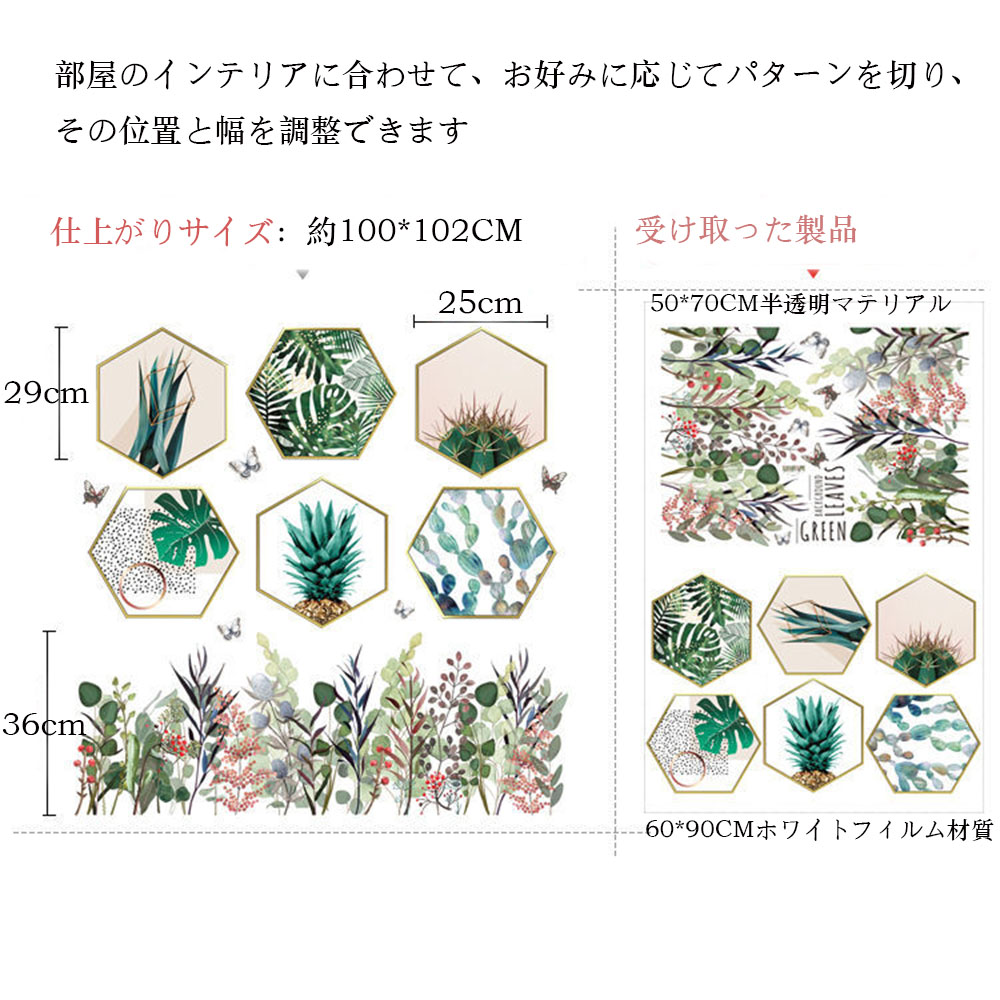 部屋のインテリアに合わせて、お好みに応じてパターンを切り、
その位置と幅を調整できます
仕上がりサイズ：約100*102CM
受け取った製品
25cm
29cm
36cm
50*70CM半透明マテリアル
BACKGROUND
LEAVES
GREEN
60*90CMホワイトフィルム材質